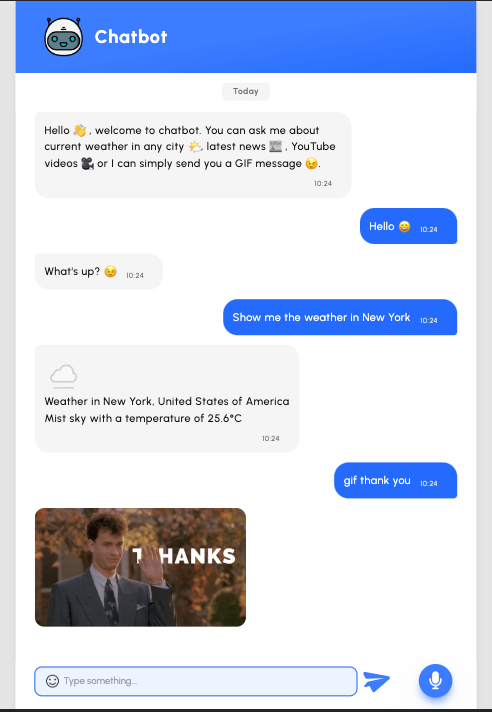 Chatbot
Today
Hello 👋 , welcome to chatbot. You can ask me about
current weather in any city 🌤️, latest news 📰 , YouTube
videos 🎥 or I can simply send you a GIF message 😉.
10:24
Hello 😀 10:24
What's up? 😉 10:24
Show me the weather in New York 10:24
Weather in New York, United States of America
Mist sky with a temperature of 25.6°C
10:24
gif thank you 10:24
T HANKS
Type something...